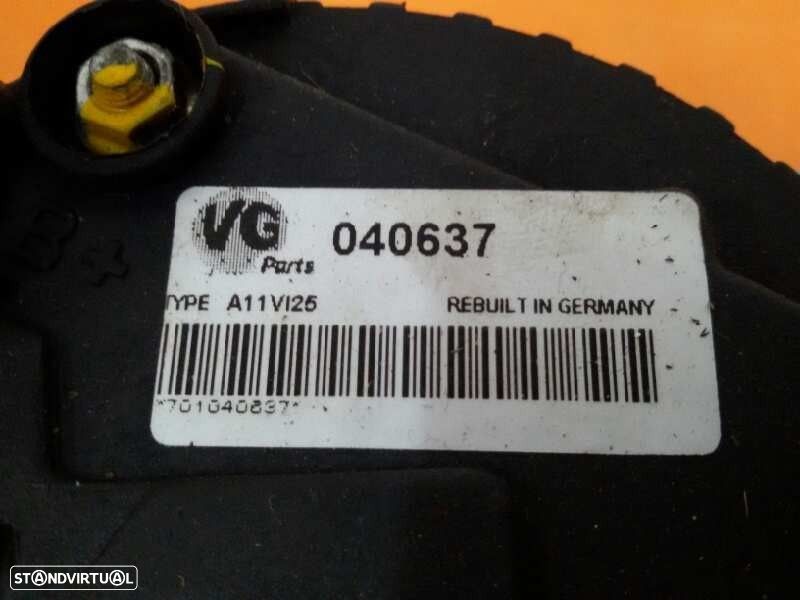 B+
VG
Parts
040637
TYPE A11VI25
REBUILT IN GERMANY
*701040637*
STANDVIRTUAL